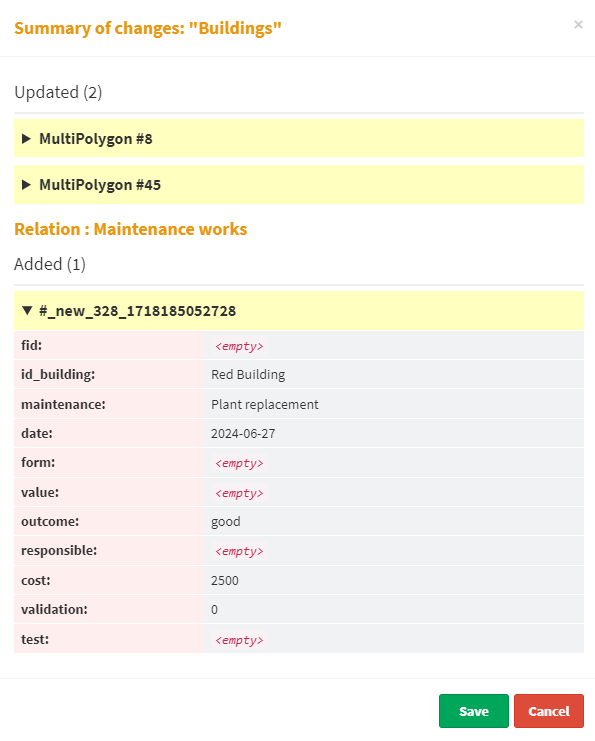 Summary of changes: "Buildings"
×
Updated (2)
▶ MultiPolygon #8
▶ MultiPolygon #45
Relation : Maintenance works
Added (1)
▼ #_new_328_1718185052728
fid: <empty>
id_building: Red Building
maintenance: Plant replacement
date: 2024-06-27
form: <empty>
value: <empty>
outcome: good
responsible: <empty>
cost: 2500
validation: 0
test: <empty>
Save Cancel